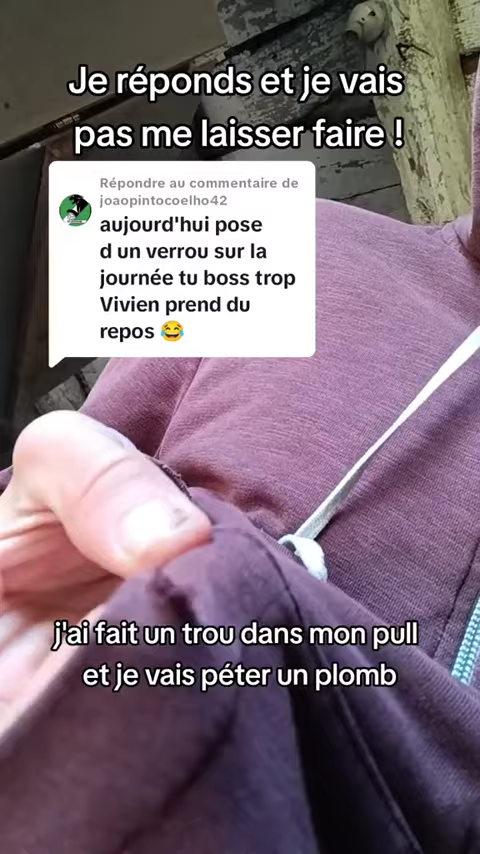 Je réponds et je vais
pas me laisser faire !
Répondre au commentaire de
joaopintocoelho42
aujourd'hui pose
d un verrou sur la
journée tu boss trop
Vivien prend du
repos 😂
j'ai fait un trou dans mon pull
et je vais péter un plomb